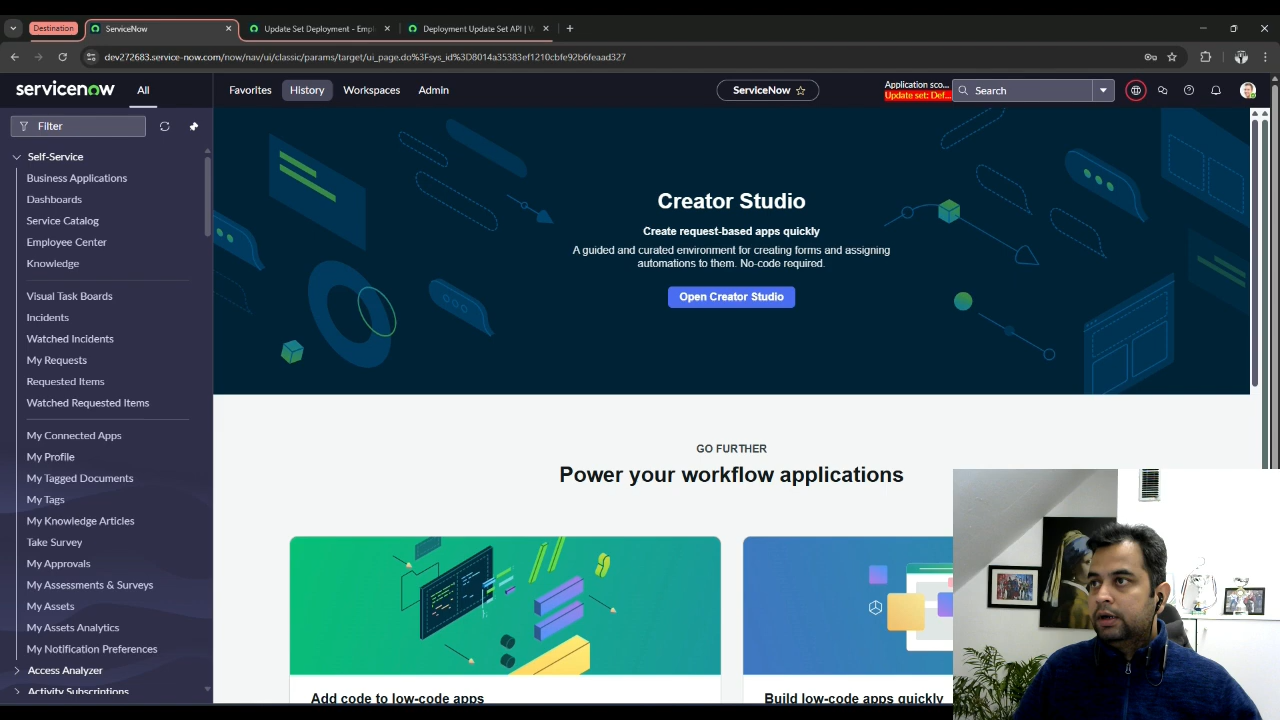 Destination
ServiceNow
Update Set Deployment - Empl
Deployment Update Set API | W
dev272683.service-now.com/now/nav/ui/classic/params/target/ui_page.do%3Fsys_id%3D8014a35383ef1210cbfe92b6feaad327
servicenow
All
Favorites
History
Workspaces
Admin
ServiceNow
Application sco...
Update set: Def...
Search
Filter
Self-Service
Business Applications
Dashboards
Service Catalog
Employee Center
Knowledge
Visual Task Boards
Incidents
Watched Incidents
My Requests
Requested Items
Watched Requested Items
My Connected Apps
My Profile
My Tagged Documents
My Tags
My Knowledge Articles
Take Survey
My Approvals
My Assessments & Surveys
My Assets
My Assets Analytics
My Notification Preferences
Access Analyzer
Activity Subscriptions
Creator Studio
Create request-based apps quickly
A guided and curated environment for creating forms and assigning
automations to them. No-code required.
Open Creator Studio
GO FURTHER
Power your workflow applications
Add code to low-code apps
Build low-code apps quickly